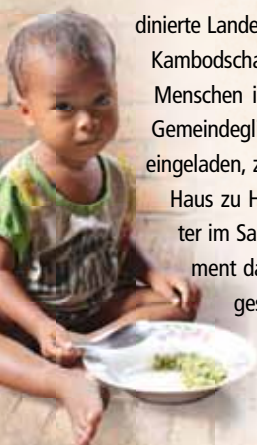 dinierte Lande
Kambodscha
Menschen i
Gemeindegl
eingeladen, z
Haus zu H
ter im Sa
ment da
ges